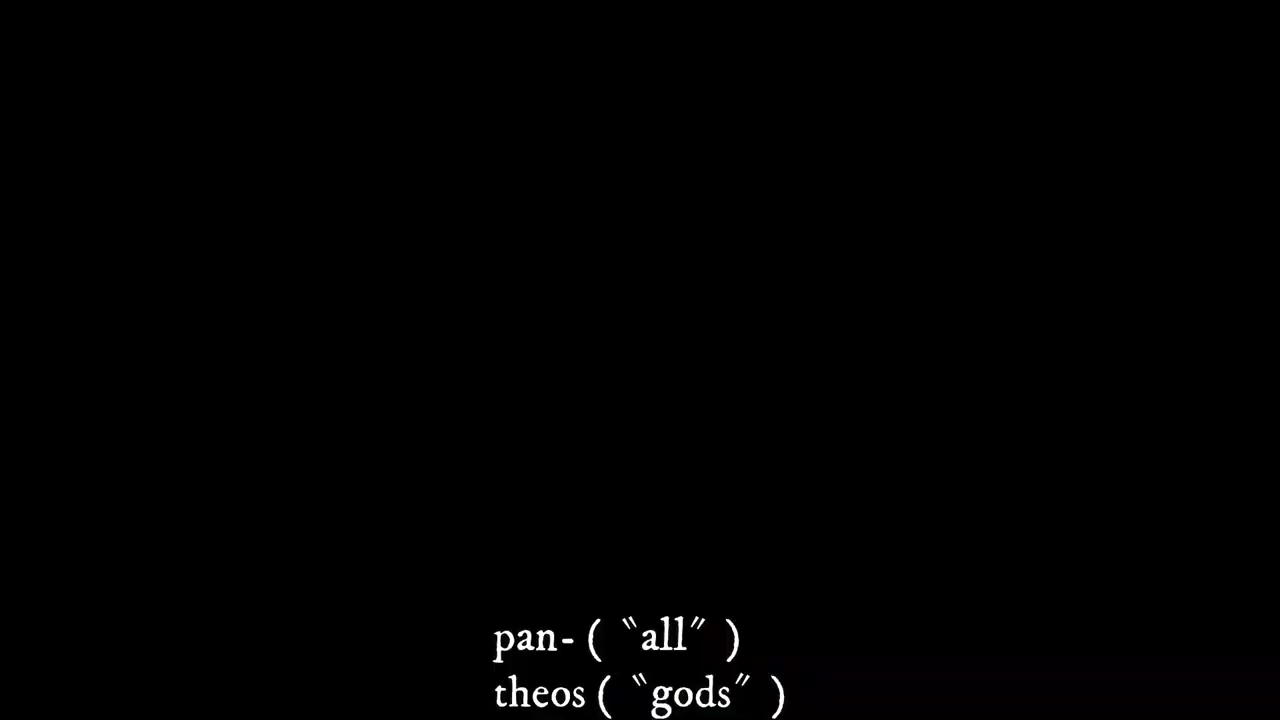 pan- ( "all" )
theos ( "gods" )